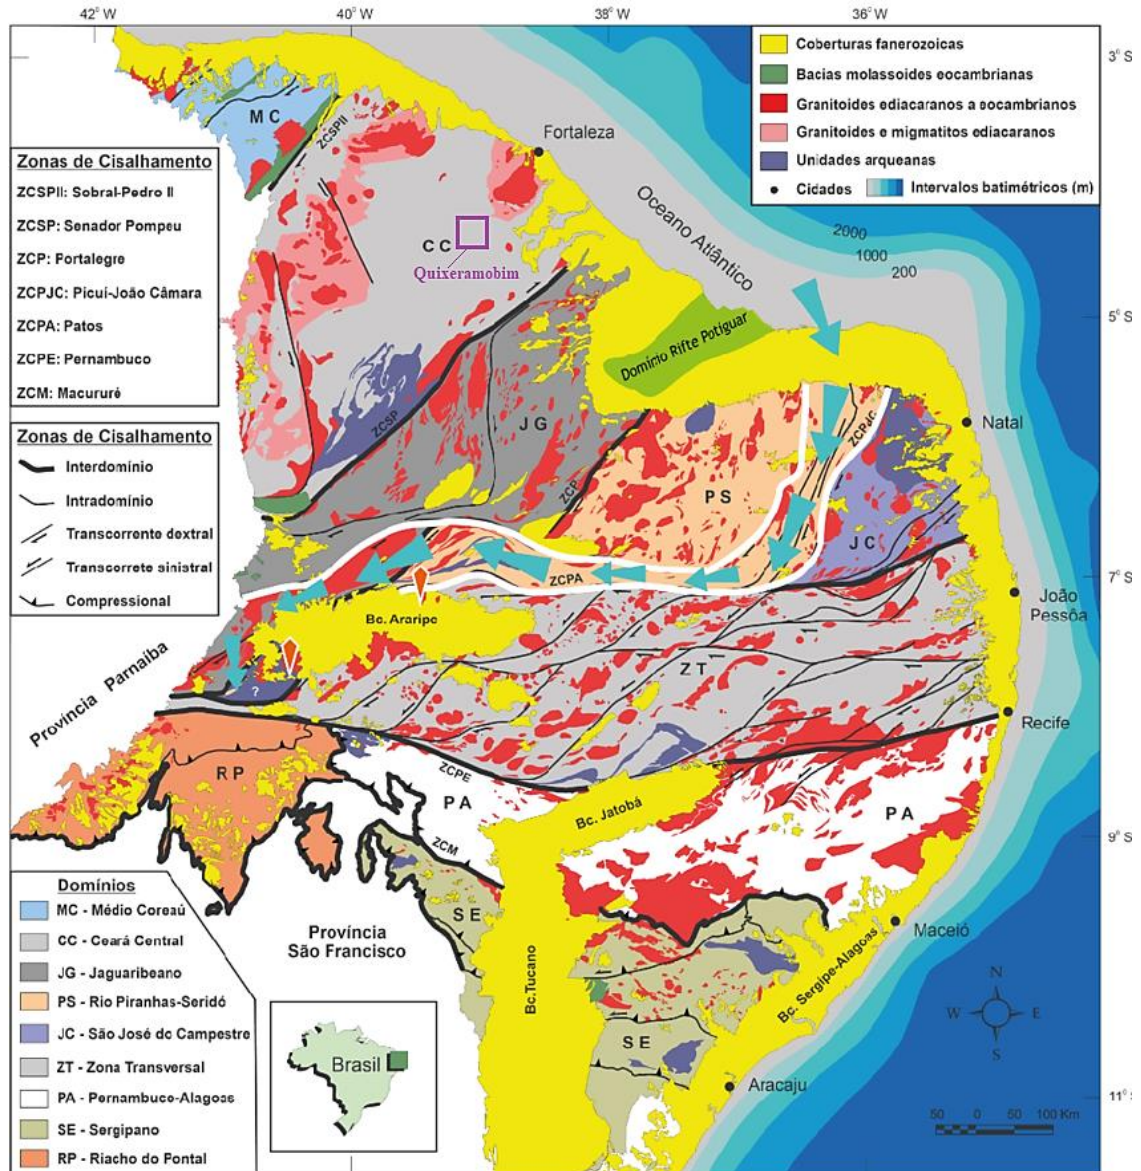 42° W
40° W
38° W
36° W
3° S
5° S
7° S
9° S
11° S
Coberturas fanerozoicas
Bacias molassoides eocambrianas
Granitoides ediacaranos a eocambrianos
Granitoides e migmatitos ediacaranos
Unidades arqueanas
Cidades
Intervalos batimétricos (m)
Zonas de Cisalhamento
ZCSPII: Sobral-Pedro II
ZCSP: Senador Pompeu
ZCP: Fortalegre
ZCPJC: Picuí-João Câmara
ZCPA: Patos
ZCPE: Pernambuco
ZCM: Macururé
Zonas de Cisalhamento
Interdomínio
Intradomínio
Transcorrente dextral
Transcorrete sinistral
Compressional
MC
ZCSPII
Fortaleza
Oceano Atlântico
2000
1000
200
CC
Quixeramobim
Domínio Rifte Potiguar
ZCSP
JG
ZCP
PS
ZCPJC
Natal
JC
ZCPA
João
Pessôa
Bc. Araripe
Província Parnaíba
?
ZT
Recife
RP
ZCPE
PA
Bc. Jatobá
PA
ZCM
SE
Província
São Francisco
Bc.Tucano
Maceió
Bc. Sergipe-Alagoas
SE
Aracaju
N
W
E
S
50 0 50 100 Km
Domínios
MC - Médio Coreaú
CC - Ceará Central
JG - Jaguaribeano
PS - Rio Piranhas-Seridó
JC - São José do Campestre
ZT - Zona Transversal
PA - Pernambuco-Alagoas
SE - Sergipano
RP - Riacho do Pontal
Brasil